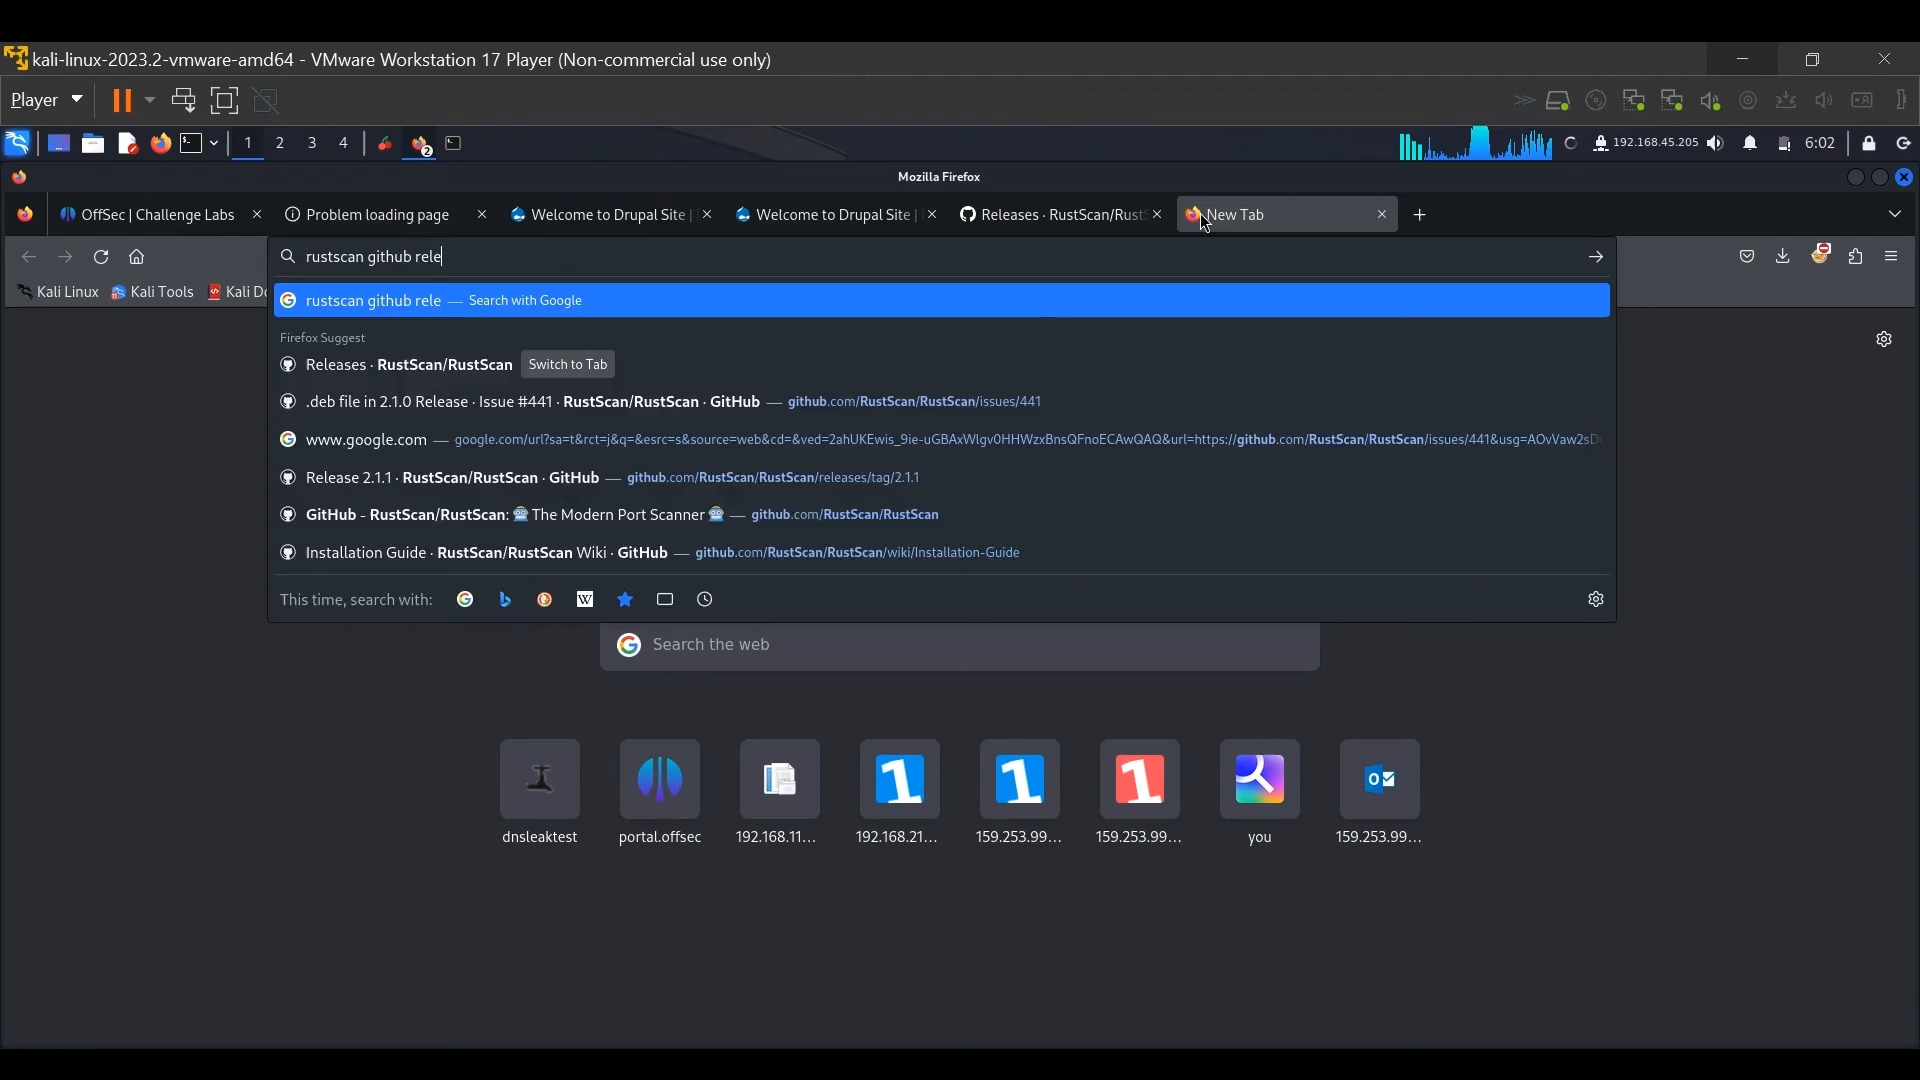 kali-linux-2023.2-vmware-amd64 - VMware Workstation 17 Player (Non-commercial use only)
Player
1 2 3 4
192.168.45.205
6:02
Mozilla Firefox
OffSec | Challenge Labs
Problem loading page
Welcome to Drupal Site |
Welcome to Drupal Site |
Releases · RustScan/RustS
New Tab
rustscan github rele
Kali Linux
Kali Tools
Kali Do
rustscan github rele — Search with Google
Firefox Suggest
Releases · RustScan/RustScan Switch to Tab
.deb file in 2.1.0 Release · Issue #441 · RustScan/RustScan · GitHub — github.com/RustScan/RustScan/issues/441
www.google.com — google.com/url?sa=t&rct=j&q=&esrc=s&source=web&cd=&ved=2ahUKEwis_9ie-uGBAxWlgv0HHWzxBnsQFnoECAwQAQ&url=https://github.com/RustScan/RustScan/issues/441&usg=AOvVaw2sD
Release 2.1.1 · RustScan/RustScan · GitHub — github.com/RustScan/RustScan/releases/tag/2.1.1
GitHub - RustScan/RustScan: 🤖 The Modern Port Scanner 🤖 — github.com/RustScan/RustScan
Installation Guide · RustScan/RustScan Wiki · GitHub — github.com/RustScan/RustScan/wiki/Installation-Guide
This time, search with:
W
Search the web
dnsleaktest
portal.offsec
192.168.11...
192.168.21...
159.253.99...
159.253.99...
you
159.253.99...